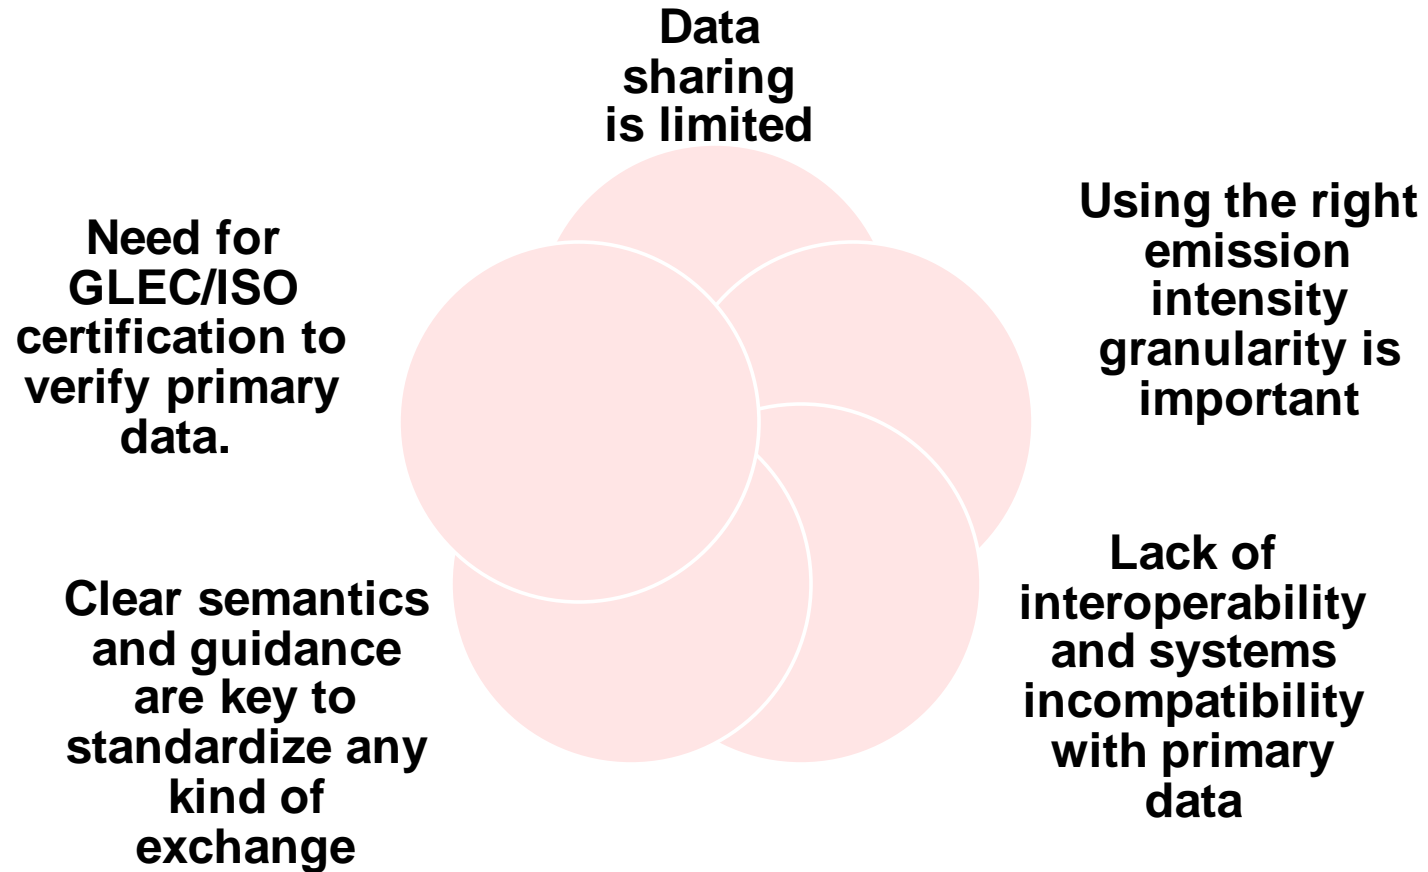 Data
sharing
is limited
Using the right
emission
intensity
granularity is
important
Lack of
interoperability
and systems
incompatibility
with primary
data
Clear semantics
and guidance
are key to
standardize any
kind of
exchange
Need for
GLEC/ISO
certification to
verify primary
data.